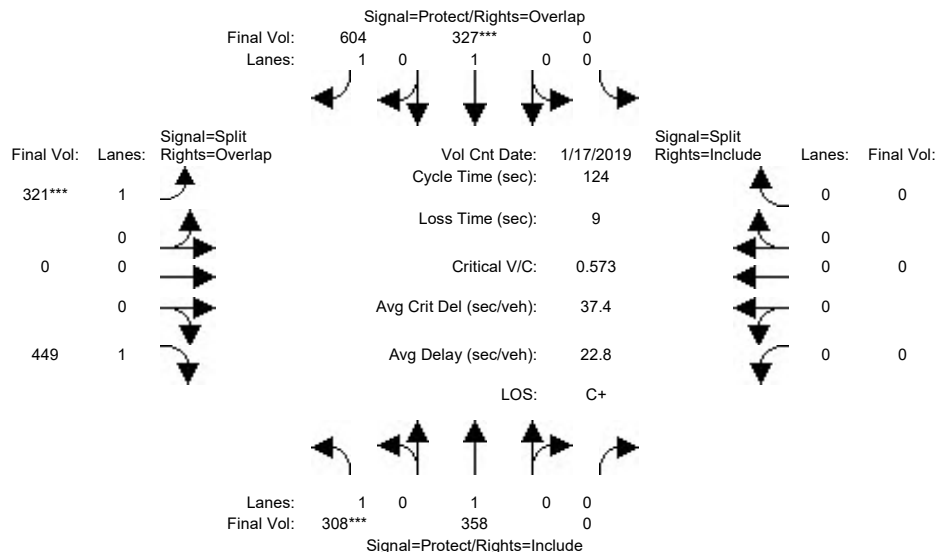 Signal=Protect/Rights=Overlap
Final Vol: 604 327*** 0
Lanes: 1 0 1 0 0
Signal=Split Signal=Split
Final Vol: Lanes: Rights=Overlap Vol Cnt Date: 1/17/2019 Rights=Include Lanes: Final Vol:
Cycle Time (sec): 124
321*** 1 0 0
Loss Time (sec): 9
0 0
0 0 Critical V/C: 0.573 0 0
0 Avg Crit Del (sec/veh): 37.4 0
449 1 Avg Delay (sec/veh): 22.8 0 0
LOS: C+
Lanes: 1 0 1 0 0
Final Vol: 308*** 358 0
Signal=Protect/Rights=Include